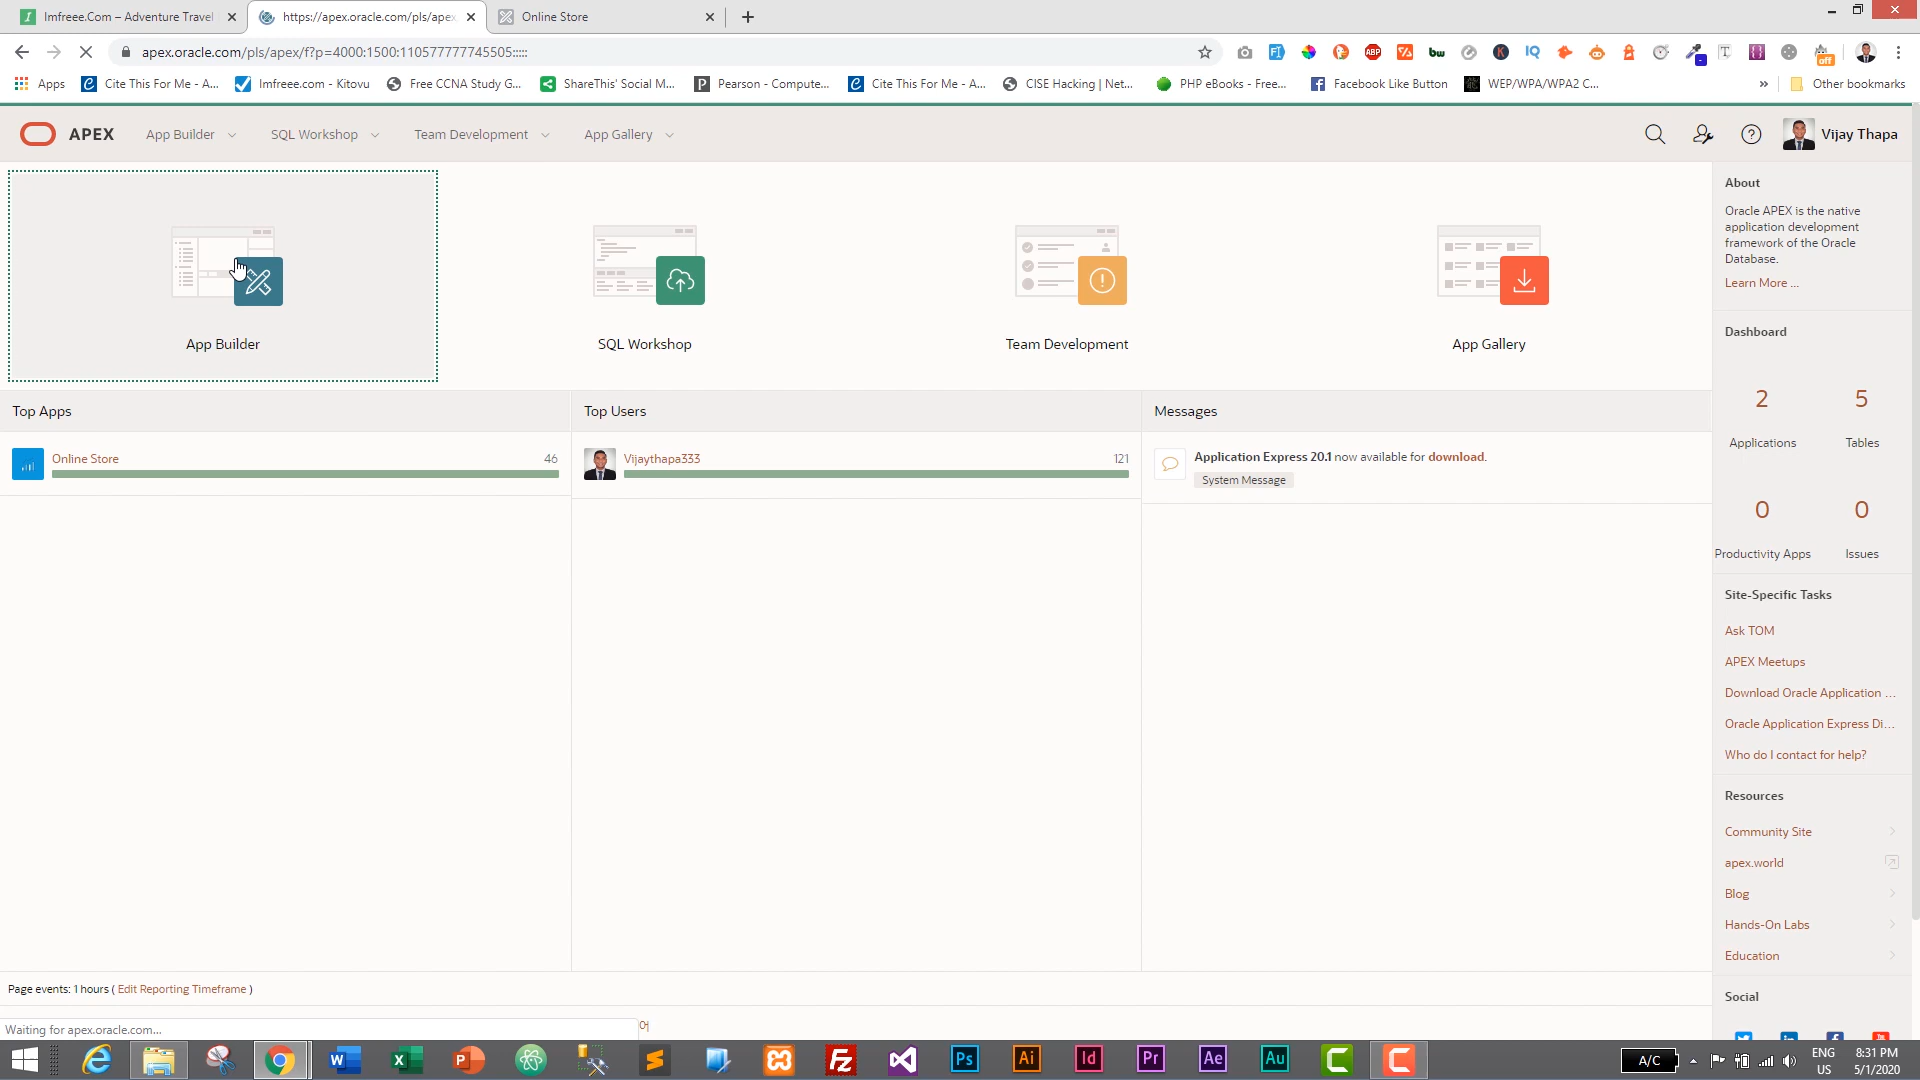 Imfreee.Com – Adventure Travel
https://apex.oracle.com/pls/apex
Online Store
apex.oracle.com/pls/apex/f?p=4000:1500:110577777745505:::::
Apps
Cite This For Me - A...
Imfreee.com - Kitovu
Free CCNA Study G...
ShareThis' Social M...
Pearson - Compute...
Cite This For Me - A...
CISE Hacking | Net...
PHP eBooks - Free...
Facebook Like Button
WEP/WPA/WPA2 C...
»
Other bookmarks
APEX
App Builder
SQL Workshop
Team Development
App Gallery
Vijay Thapa
App Builder
SQL Workshop
Team Development
App Gallery
About
Oracle APEX is the native
application development
framework of the Oracle
Database.
Learn More ...
Dashboard
2
5
Applications
Tables
0
0
Productivity Apps
Issues
Top Apps
Online Store
46
Top Users
Vijaythapa333
121
Messages
Application Express 20.1 now available for download.
System Message
Site-Specific Tasks
Ask TOM
APEX Meetups
Download Oracle Application ...
Oracle Application Express Di...
Who do I contact for help?
Resources
Community Site
apex.world
Blog
Hands-On Labs
Education
Social
Page events: 1 hours ( Edit Reporting Timeframe )
Waiting for apex.oracle.com...
A/C
ENG
US
8:31 PM
5/1/2020